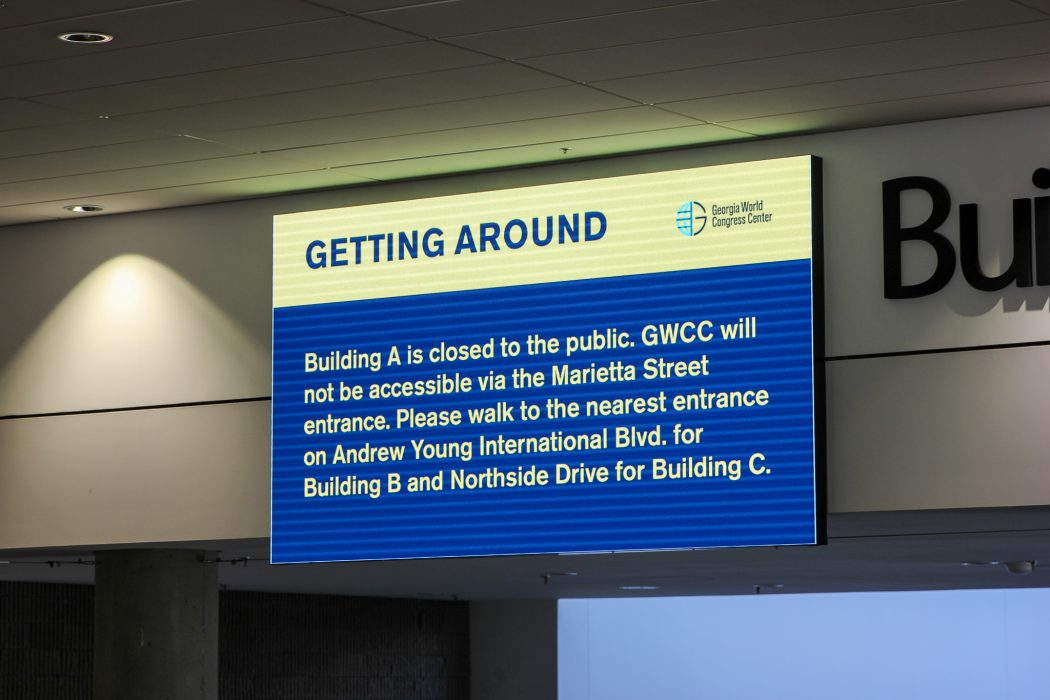 GETTING AROUND
Georgia World
Congress Center
Building A is closed to the public. GWCC will
not be accessible via the Marietta Street
entrance. Please walk to the nearest entrance
on Andrew Young International Blvd. for
Building B and Northside Drive for Building C.
Bui